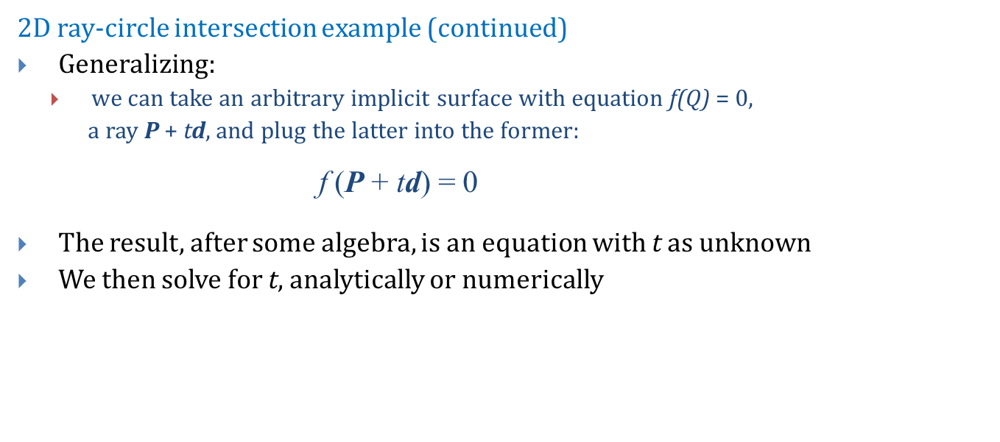 2D ray-circle intersection example (continued)
Generalizing:
we can take an arbitrary implicit surface with equation f(Q) = 0,
a ray P + td, and plug the latter into the former:
f (P + td) = 0
The result, after some algebra, is an equation with t as unknown
We then solve for t, analytically or numerically